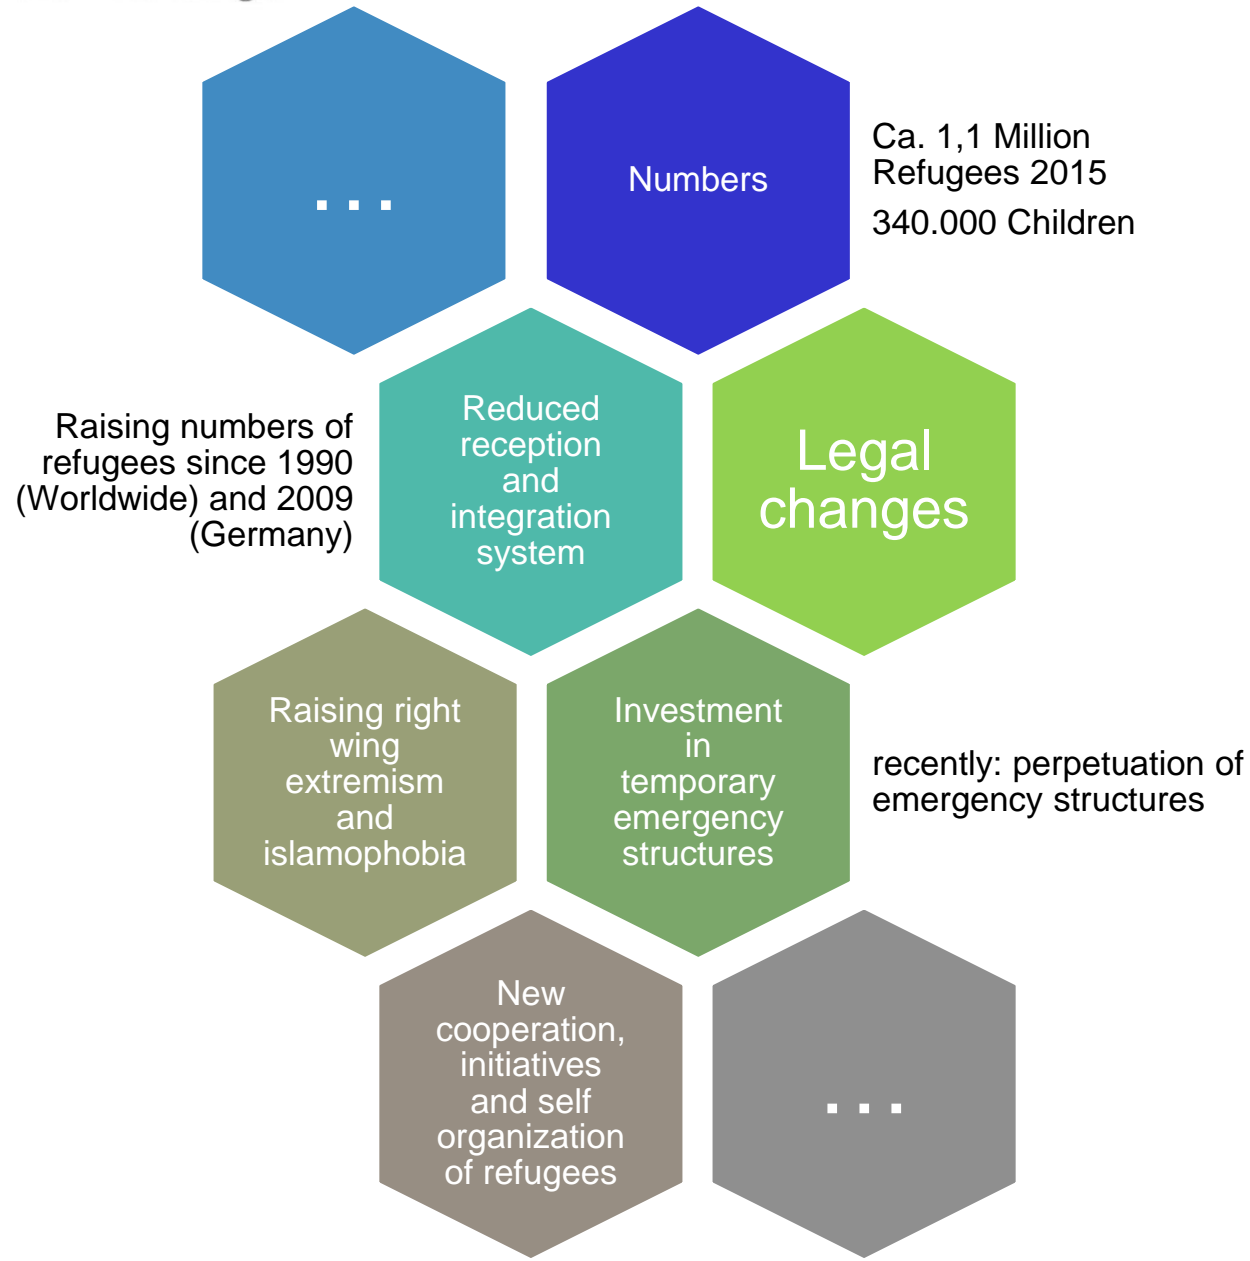 . . .
Numbers
Ca. 1,1 Million
Refugees 2015
340.000 Children
Raising numbers of
refugees since 1990
(Worldwide) and 2009
(Germany)
Reduced
reception
and
integration
system
Legal
changes
Raising right
wing
extremism
and
islamophobia
Investment
in
temporary
emergency
structures
recently: perpetuation of
emergency structures
New
cooperation,
initiatives
and self
organization
of refugees
. . .